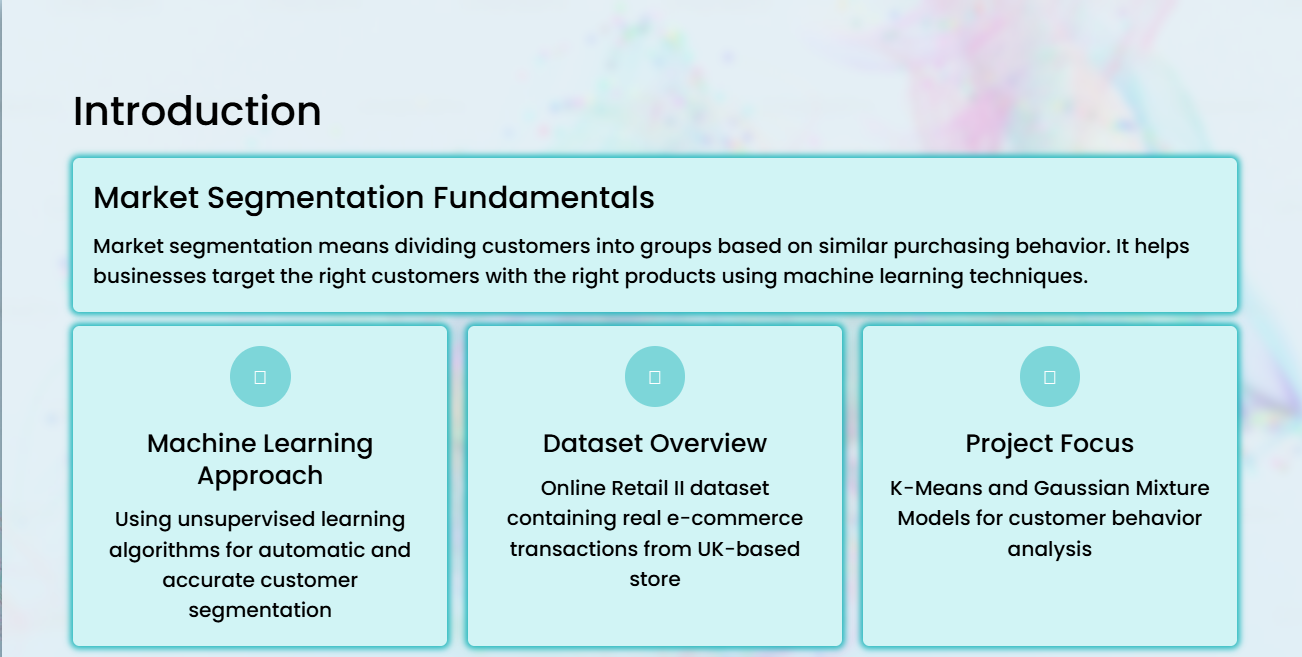 Introduction
Market Segmentation Fundamentals
Market segmentation means dividing customers into groups based on similar purchasing behavior. It helps
businesses target the right customers with the right products using machine learning techniques.
Machine Learning
Approach
Using unsupervised learning
algorithms for automatic and
accurate customer
segmentation
Dataset Overview
Online Retail II dataset
containing real e-commerce
transactions from UK-based
store
Project Focus
K-Means and Gaussian Mixture
Models for customer behavior
analysis